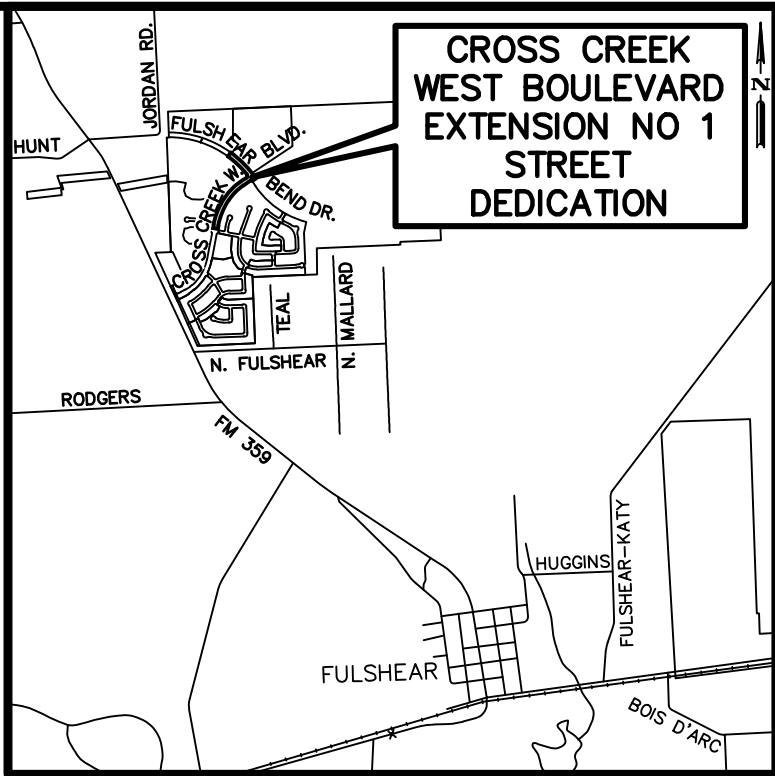 CROSS CREEK
WEST BOULEVARD
EXTENSION NO 1
STREET
DEDICATION
N
JORDAN RD.
HUNT
FULSHEAR
BEND DR.
CROSS CREEK W. BLVD.
TEAL
N. MALLARD
N. FULSHEAR
RODGERS
FM 359
HUGGINS
FULSHEAR-KATY
FULSHEAR
BOIS D'ARC